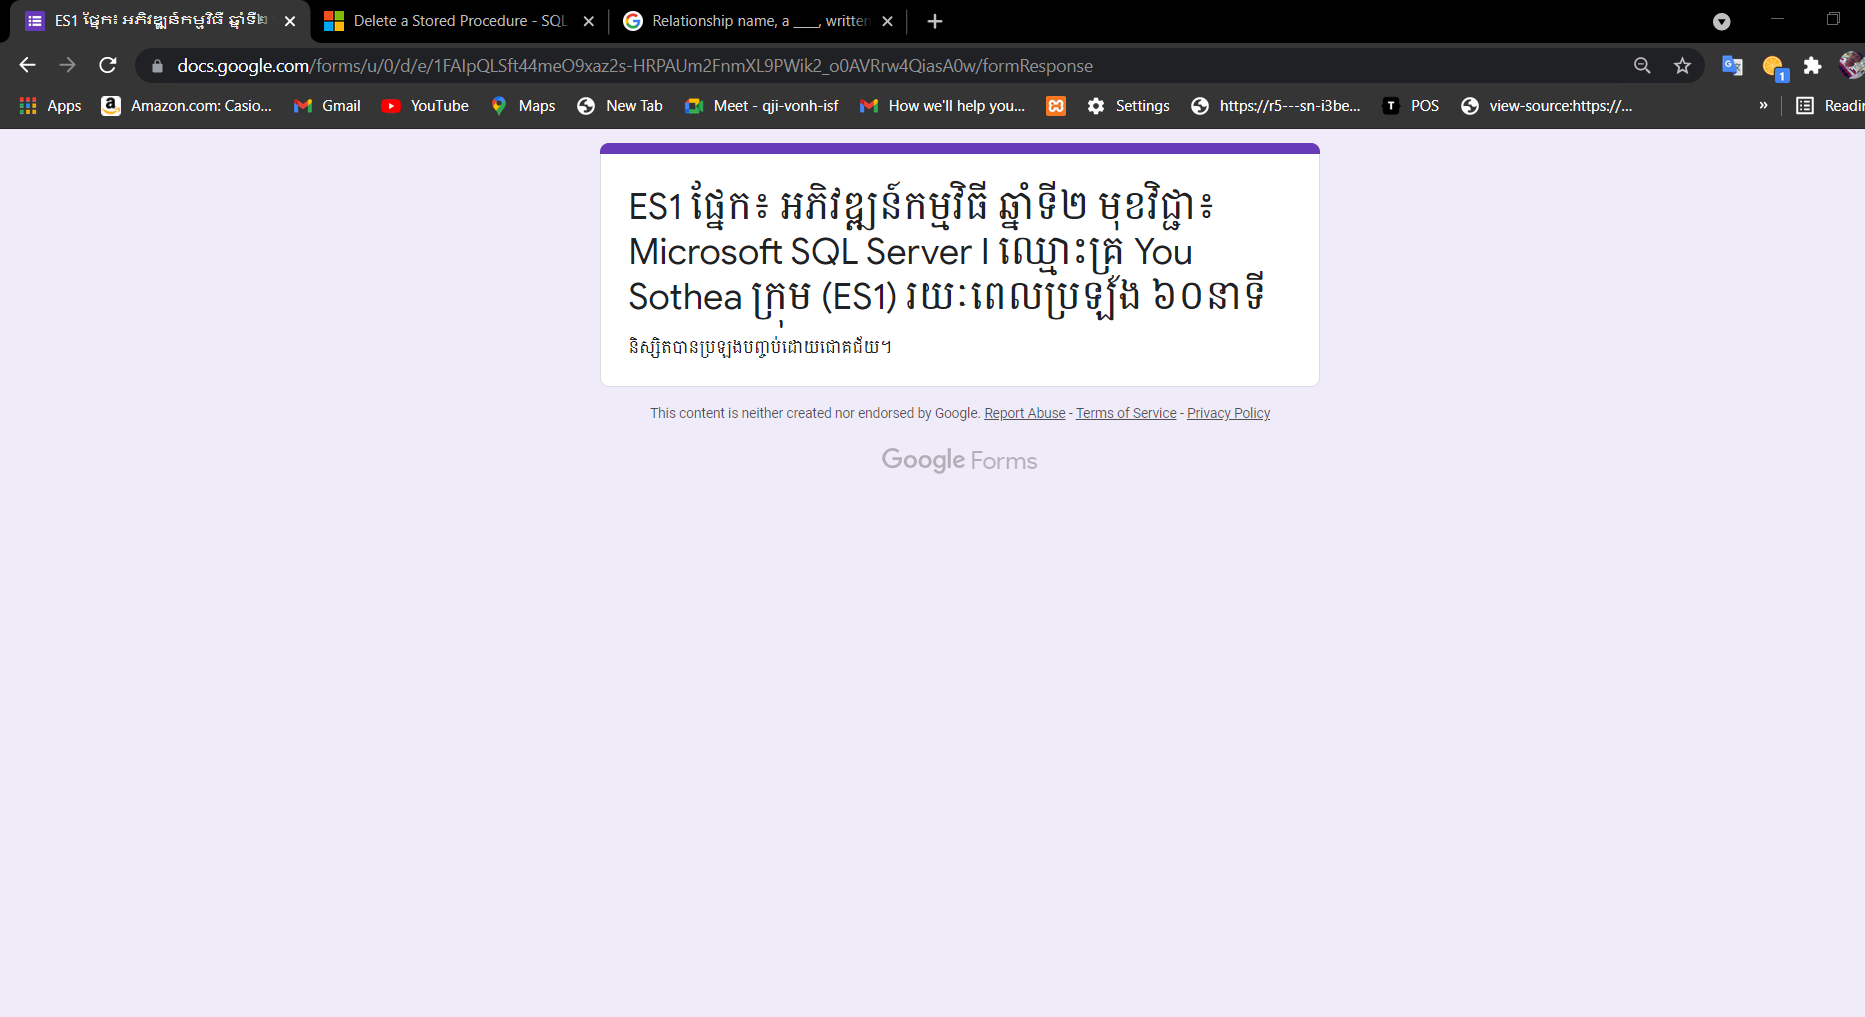 ES1 ផ្នែក៖ អភិវឌ្ឍន៍កម្មវិធី ឆ្នាំទី២
Delete a Stored Procedure - SQL
Relationship name, a ____, written
docs.google.com/forms/u/0/d/e/1FAIpQLSft44meO9xaz2s-HRPAUm2FnmXL9PWik2_o0AVRrw4QiasA0w/formResponse
1
Apps
Amazon.com: Casio...
Gmail
YouTube
Maps
New Tab
Meet - qji-vonh-isf
How we'll help you...
Settings
https://r5---sn-i3be...
POS
view-source:https://...
»
Readin
ES1 ផ្នែក៖ អភិវឌ្ឍន៍កម្មវិធី ឆ្នាំទី២ មុខវិជ្ជា៖
Microsoft SQL Server I ឈ្មោះគ្រូ You
Sothea ក្រុម (ES1) រយៈពេលប្រឡង ៦០នាទី
និស្សិតបានប្រឡងបញ្ចប់ដោយជោគជ័យ។
This content is neither created nor endorsed by Google. Report Abuse - Terms of Service - Privacy Policy
Google Forms